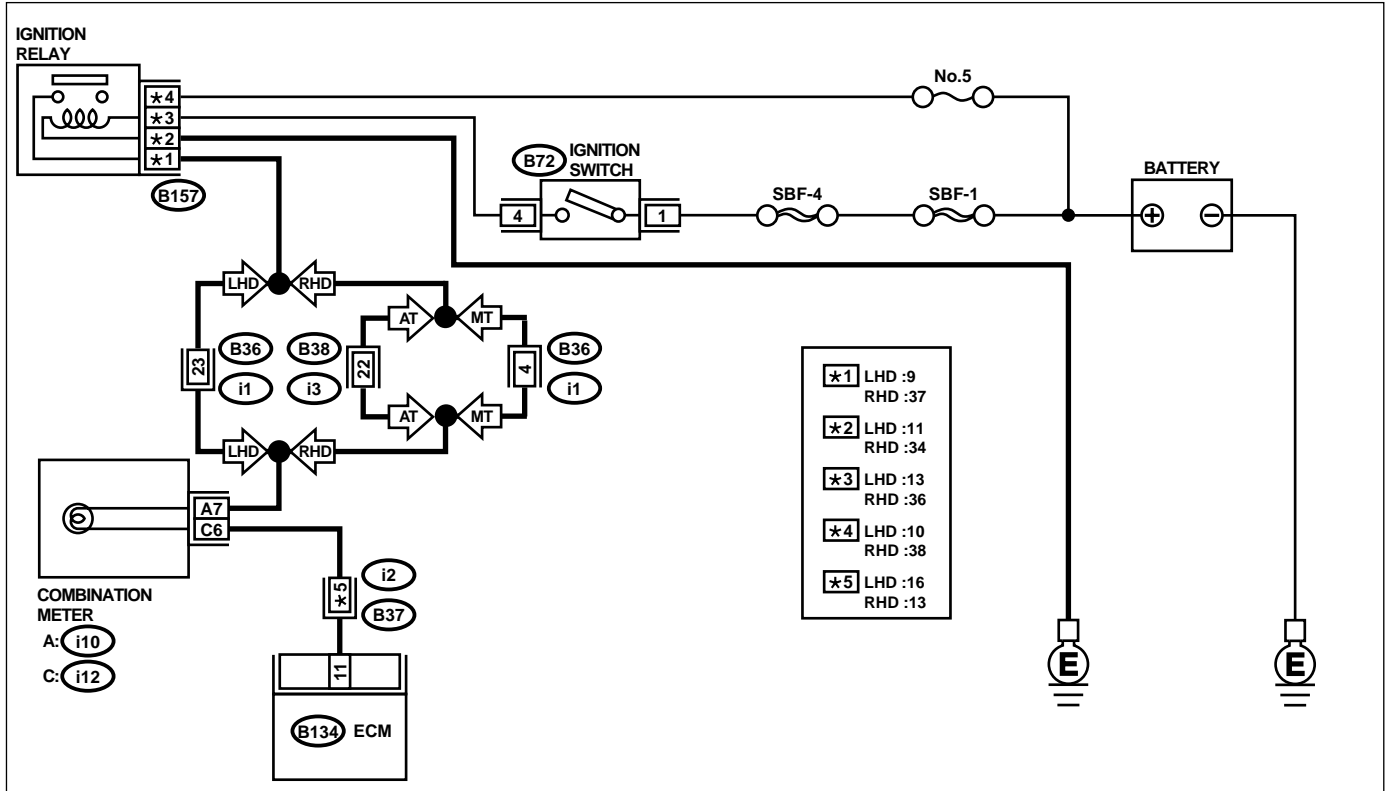 IGNITION
RELAY
*4
*3
*2
*1
B157
No.5
B72
IGNITION
SWITCH
4
1
SBF-4
SBF-1
BATTERY
+
−
LHD
RHD
AT
MT
23
B36
i1
B38
i3
22
4
B36
i1
AT
MT
LHD
RHD
A7
C6
COMBINATION
METER
A: i10
C: i12
*5
i2
B37
11
B134 ECM
*1 LHD :9
RHD :37
*2 LHD :11
RHD :34
*3 LHD :13
RHD :36
*4 LHD :10
RHD :38
*5 LHD :16
RHD :13
E
E